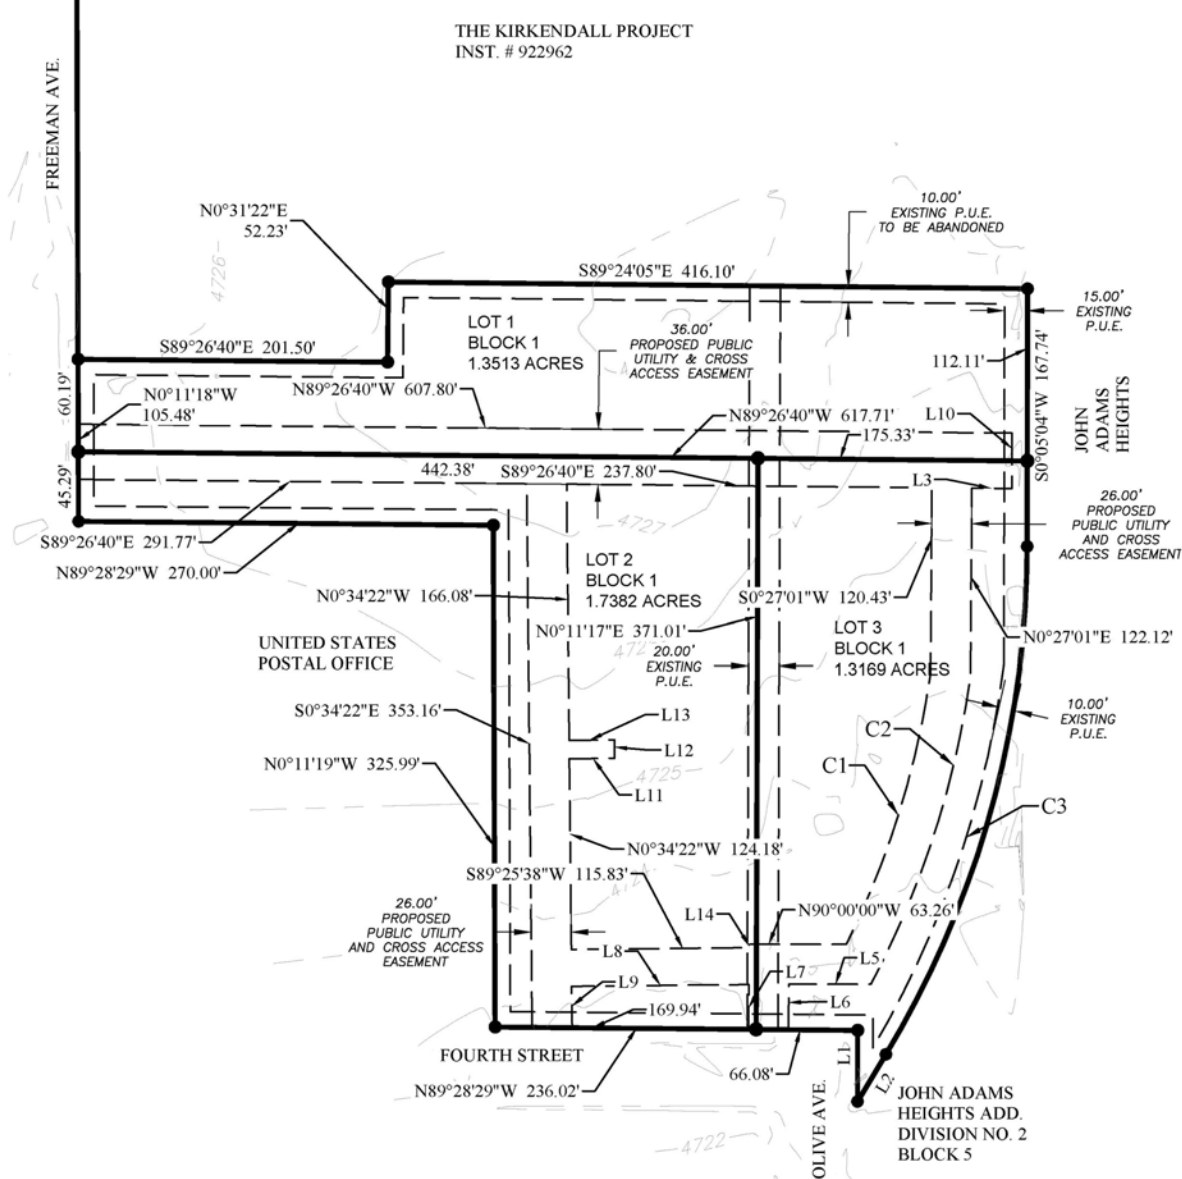 THE KIRKENDALL PROJECT
INST. # 922962
FREEMAN AVE.
N0°31'22"E
52.23'
4726
10.00'
EXISTING P.U.E.
TO BE ABANDONED
S89°24'05"E 416.10'
15.00'
EXISTING
P.U.E.
LOT 1
BLOCK 1
1.3513 ACRES
36.00'
PROPOSED PUBLIC
UTILITY & CROSS
ACCESS EASEMENT
S89°26'40"E 201.50'
112.11'
S0°05'04"W 167.74'
JOHN
ADAMS
HEIGHTS
60.19'
N0°11'18"W
105.48'
N89°26'40"W 607.80'
N89°26'40"W 617.71'
L10
175.33'
45.29'
442.38'
S89°26'40"E 237.80'
L3
26.00'
PROPOSED
PUBLIC UTILITY
AND CROSS
ACCESS EASEMENT
4727
S89°26'40"E 291.77'
N89°28'29"W 270.00'
LOT 2
BLOCK 1
1.7382 ACRES
N0°34'22"W 166.08'
S0°27'01"W 120.43'
N0°11'17"E 371.01'
LOT 3
BLOCK 1
1.3169 ACRES
N0°27'01"E 122.12'
UNITED STATES
POSTAL OFFICE
20.00'
EXISTING
P.U.E.
10.00'
EXISTING
P.U.E.
S0°34'22"E 353.16'
L13
L12
C2
N0°11'19"W 325.99'
4725
C1
L11
C3
N0°34'22"W 124.18'
S89°25'38"W 115.83'
26.00'
PROPOSED
PUBLIC UTILITY
AND CROSS ACCESS
EASEMENT
L14
N90°00'00"W 63.26'
L8
L5
L7
L9
L6
169.94'
FOURTH STREET
L1
66.08'
L2
N89°28'29"W 236.02'
OLIVE AVE.
JOHN ADAMS
HEIGHTS ADD.
DIVISION NO. 2
BLOCK 5
4722